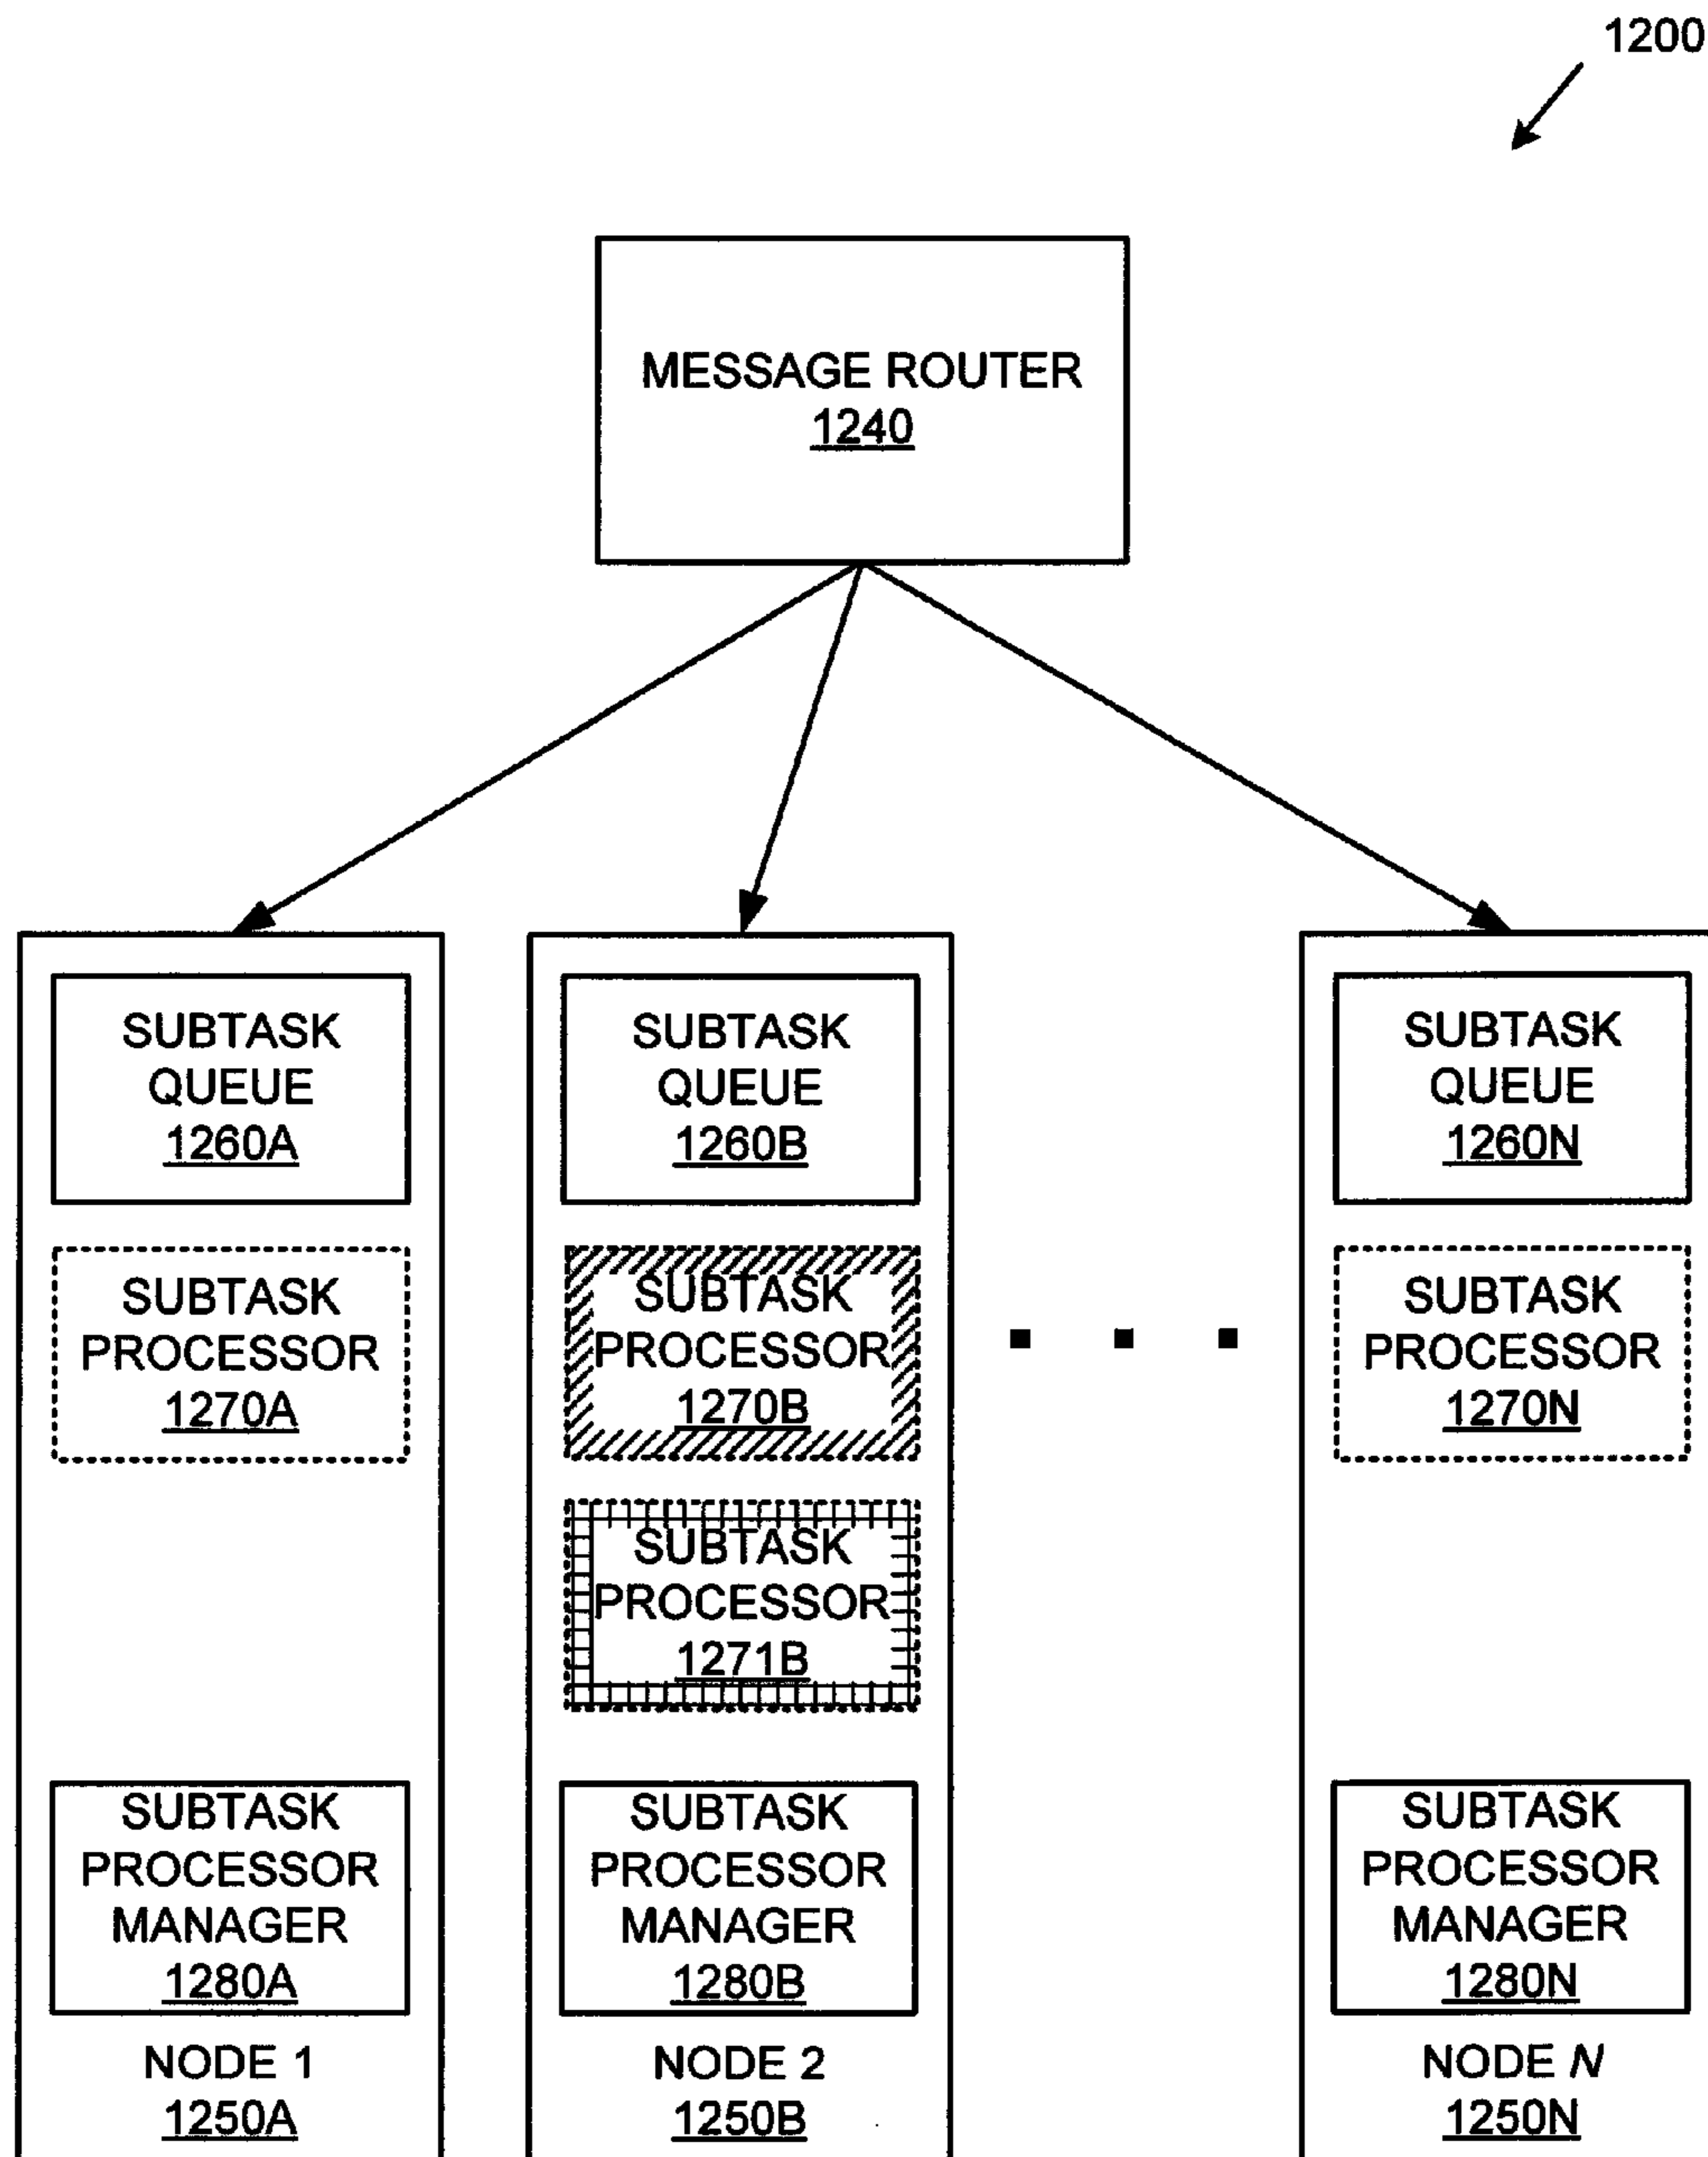 1200
MESSAGE ROUTER
1240
SUBTASK
QUEUE
1260A
SUBTASK
PROCESSOR
1270A
SUBTASK
PROCESSOR
MANAGER
1280A
NODE 1
1250A
SUBTASK
QUEUE
1260B
SUBTASK
PROCESSOR
1270B
SUBTASK
PROCESSOR
1271B
SUBTASK
PROCESSOR
MANAGER
1280B
NODE 2
1250B
SUBTASK
QUEUE
1260N
SUBTASK
PROCESSOR
1270N
SUBTASK
PROCESSOR
MANAGER
1280N
NODE N
1250N